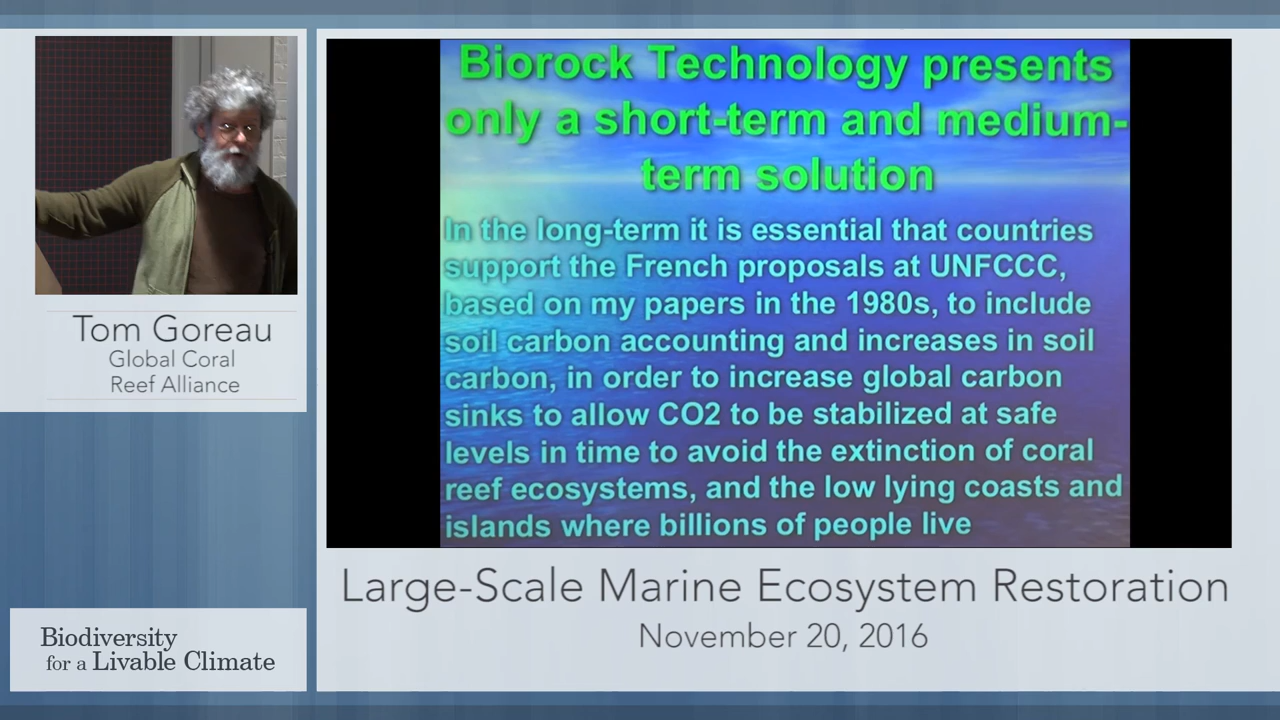 Tom Goreau
Global Coral
Reef Alliance
Biodiversity
for a Livable Climate
Biorock Technology presents
only a short-term and medium-
term solution
In the long-term it is essential that countries
support the French proposals at UNFCCC,
based on my papers in the 1980s, to include
soil carbon accounting and increases in soil
carbon, in order to increase global carbon
sinks to allow CO2 to be stabilized at safe
levels in time to avoid the extinction of coral
reef ecosystems, and the low lying coasts and
islands where billions of people live
Large-Scale Marine Ecosystem Restoration
November 20, 2016